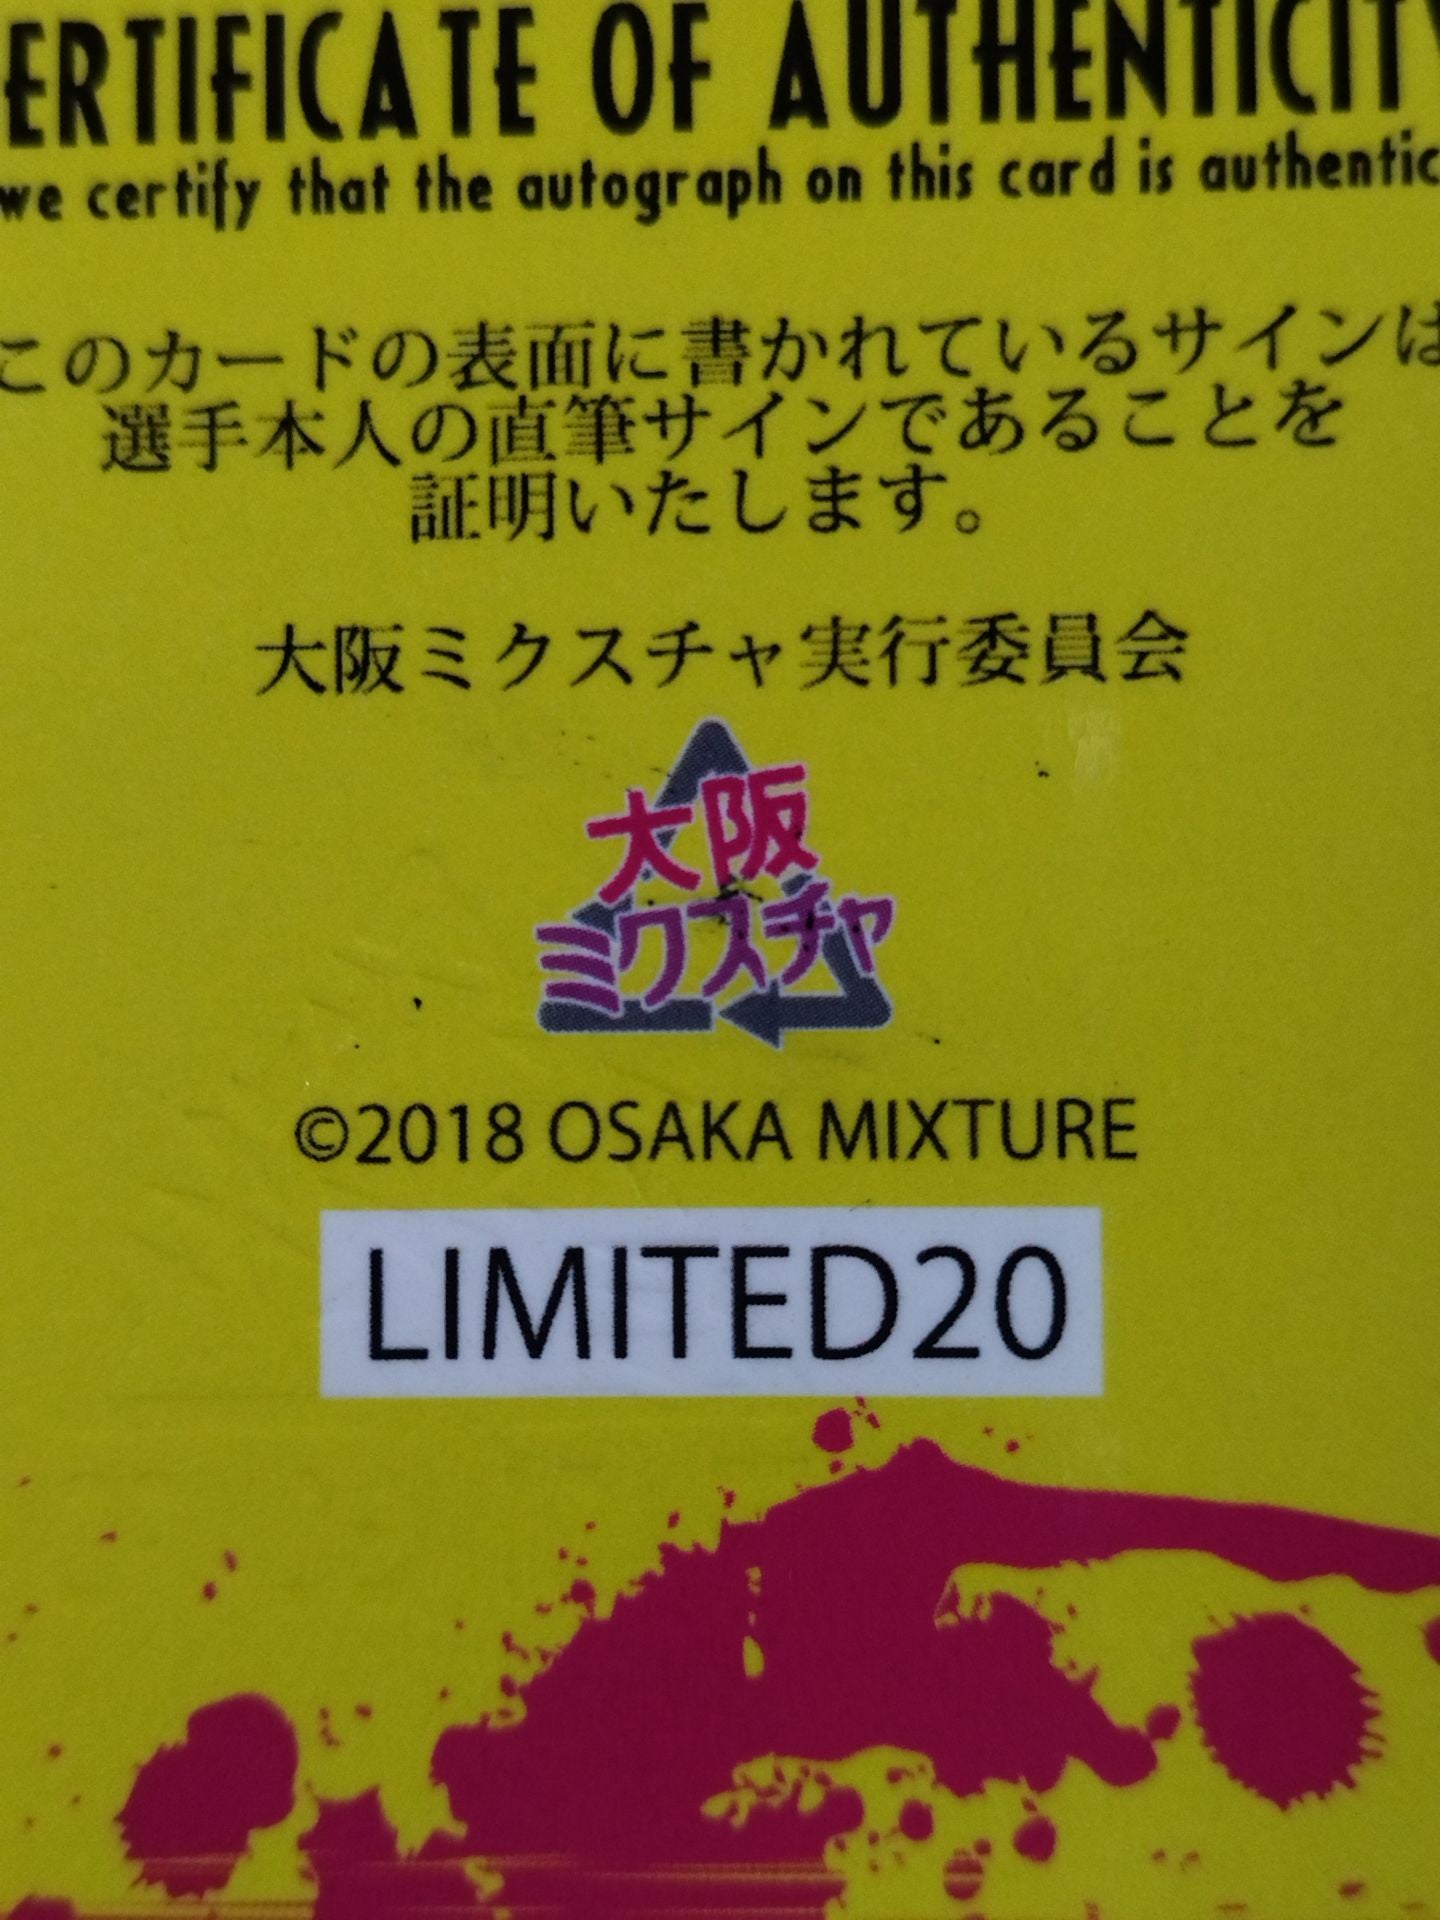 ERTIFICATE OF AUTHENTICITY
we certify that the autograph on this card is authentic
このカードの表面に書かれているサインは
選手本人の直筆サインであることを
証明いたします。
大阪ミクスチャ実行委員会
大阪
ミクスチャ
©2018 OSAKA MIXTURE
LIMITED20